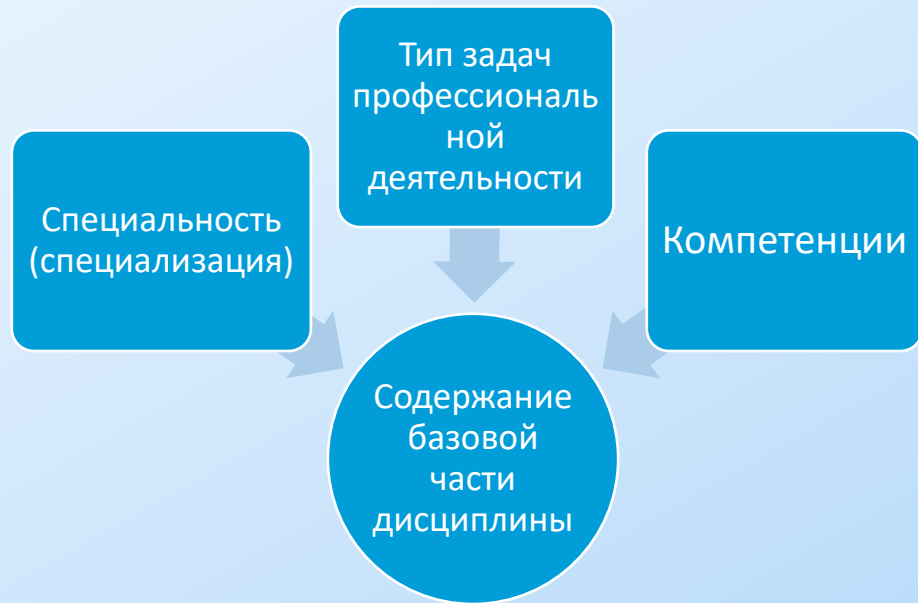 Тип задач
профессиональ
ной
деятельности
Специальность
(специализация)
Компетенции
Содержание
базовой
части
дисциплины